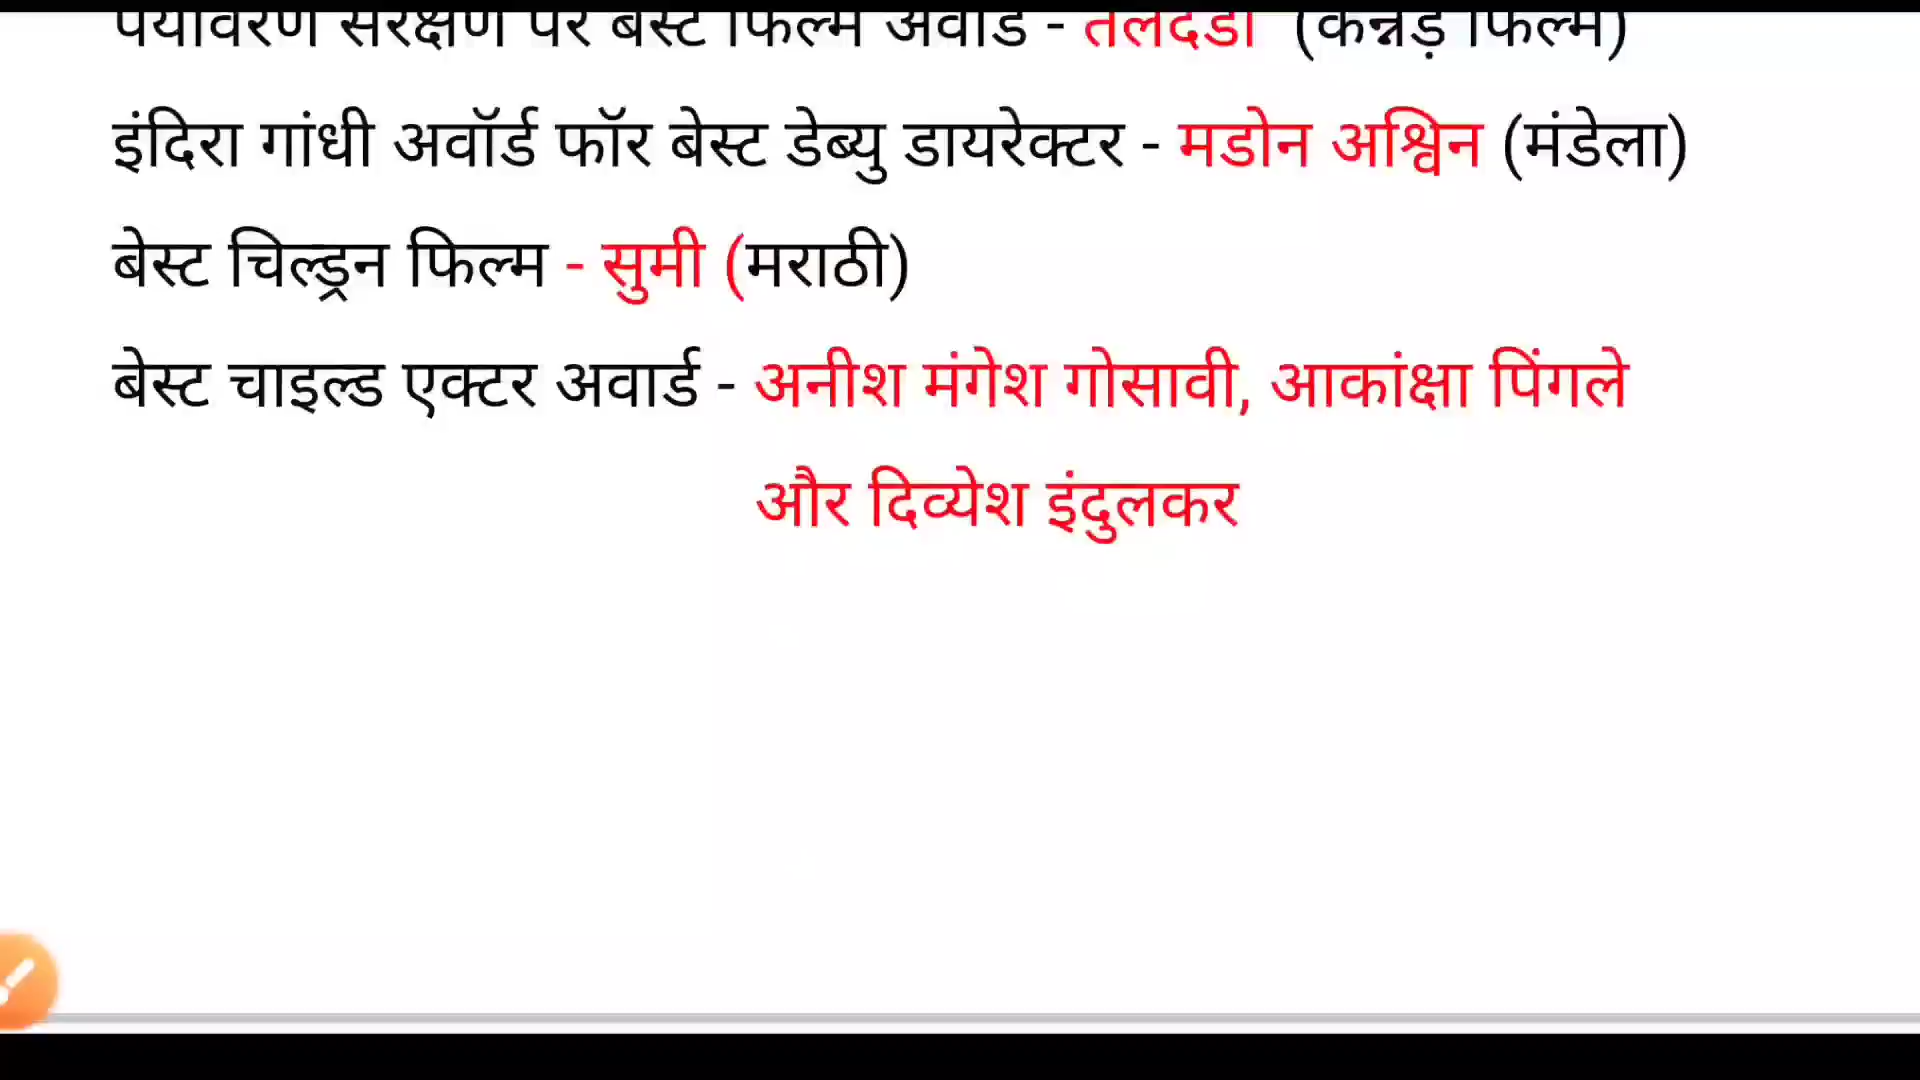 पर्यावरण संरक्षण पर बेस्ट फिल्म अवार्ड - तलेदंडा (कन्नड़ फिल्म)
इंदिरा गांधी अवॉर्ड फॉर बेस्ट डेब्यु डायरेक्टर - मडोन अश्विन (मंडेला)
बेस्ट चिल्ड्रन फिल्म - सुमी (मराठी)
बेस्ट चाइल्ड एक्टर अवार्ड - अनीश मंगेश गोसावी, आकांक्षा पिंगले
और दिव्येश इंदुलकर